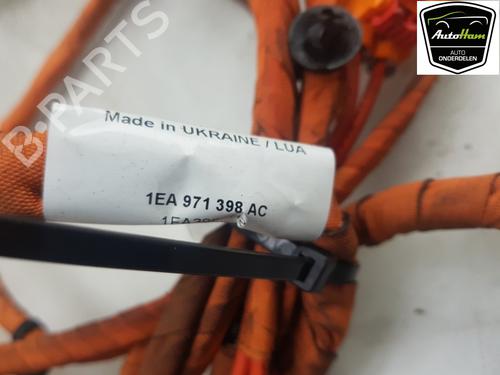 AutoHam
AUTO
ONDERDELEN
B-PARTS
Made in UKRAINE / LUA
1EA 971 398 AC